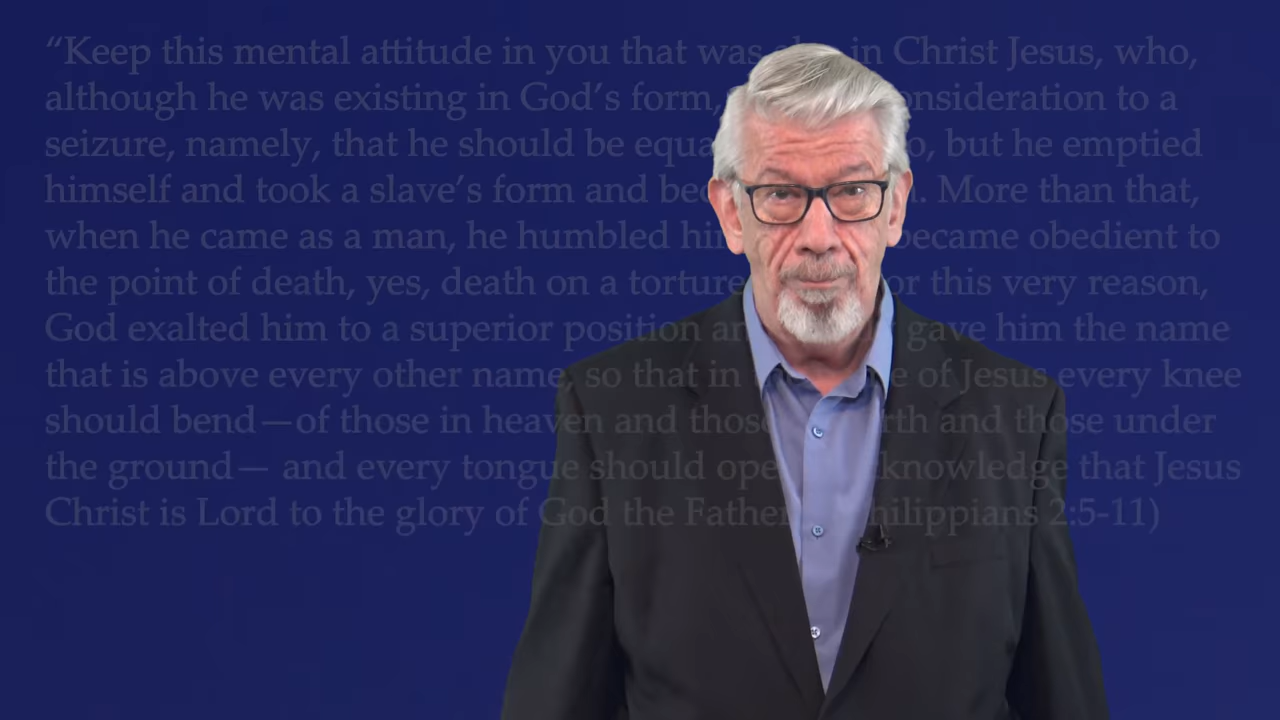 “Keep this mental attitude in you that was also in Christ Jesus, who,
although he was existing in God’s form, onsideration to a
seizure, namely, that he should be equa o, but he emptied
himself and took a slave’s form and bec . More than that,
when he came as a man, he humbled hi became obedient to
the point of death, yes, death on a torture or this very reason,
God exalted him to a superior position an gave him the name
that is above every other name, so that in e of Jesus every knee
should bend—of those in heaven and those rth and those under
the ground— and every tongue should ope knowledge that Jesus
Christ is Lord to the glory of God the Father hilippians 2:5-11)